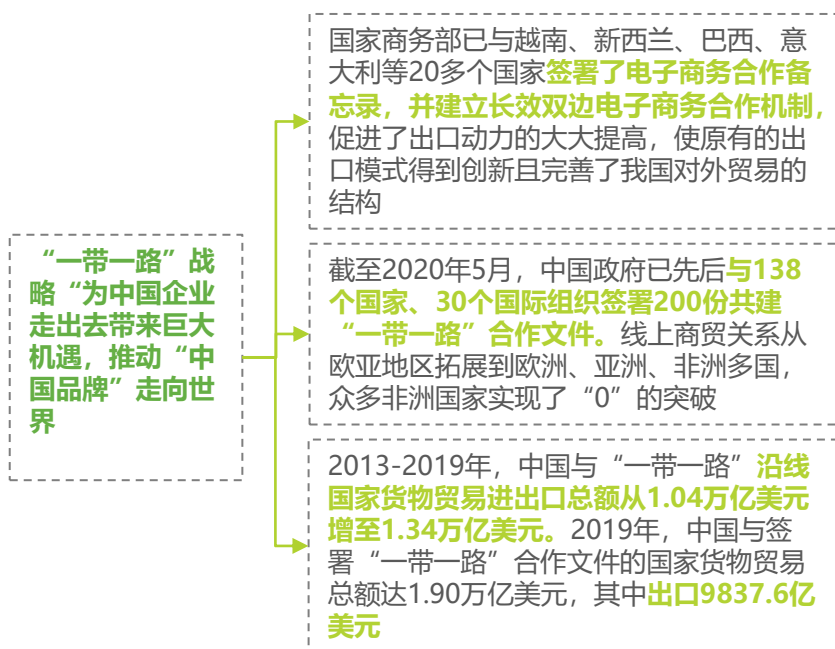 “一带一路”战
略“为中国企业
走出去带来巨大
机遇，推动“中
国品牌”走向世
界
国家商务部已与越南、新西兰、巴西、意
大利等20多个国家签署了电子商务合作备
忘录，并建立长效双边电子商务合作机制，
促进了出口动力的大大提高，使原有的出
口模式得到创新且完善了我国对外贸易的
结构
截至2020年5月，中国政府已先后与138
个国家、30个国际组织签署200份共建
“一带一路”合作文件。线上商贸关系从
欧亚地区拓展到欧洲、亚洲、非洲多国，
众多非洲国家实现了“0”的突破
2013-2019年，中国与“一带一路”沿线
国家货物贸易进出口总额从1.04万亿美元
增至1.34万亿美元。2019年，中国与签
署“一带一路”合作文件的国家货物贸易
总额达1.90万亿美元，其中出口9837.6亿
美元